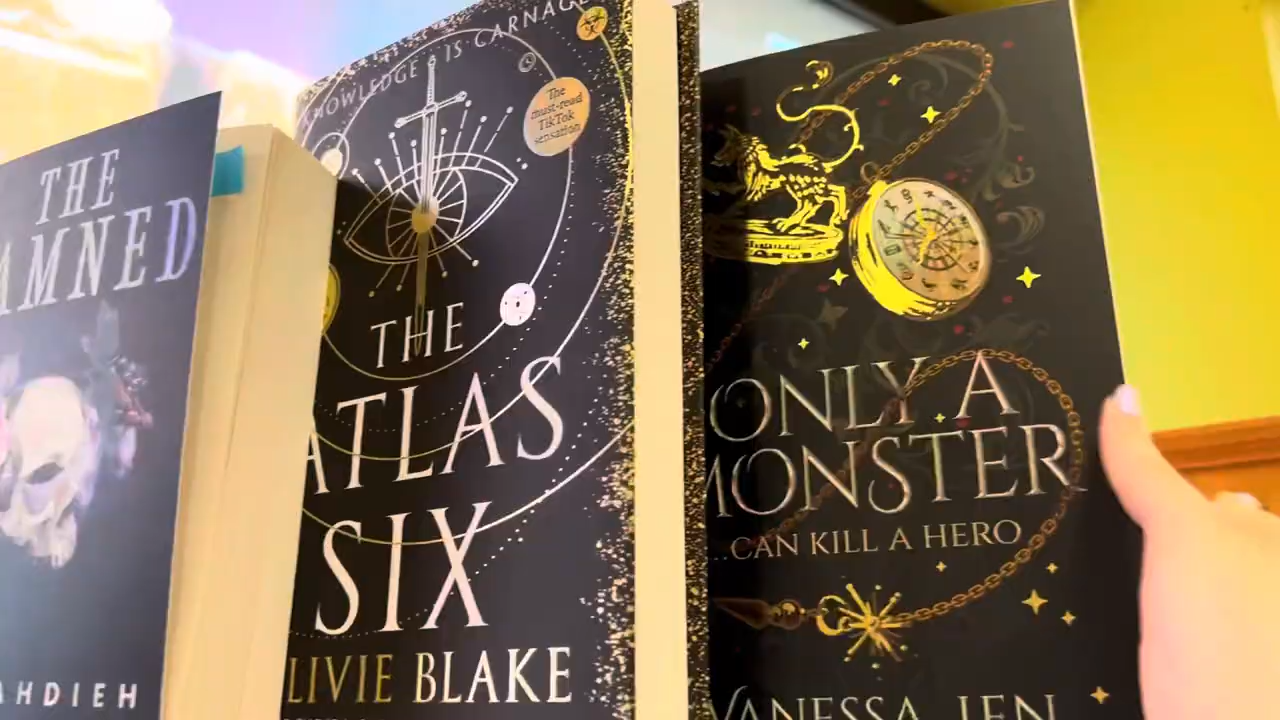 THE
AMNED
AHDIEH
KNOWLEDGE IS CARNAGE
The
must-read
TikTok
sensation
THE
ATLAS
SIX
LIVIE BLAKE
ONLY A
MONSTER
CAN KILL A HERO
VANESSA LEN